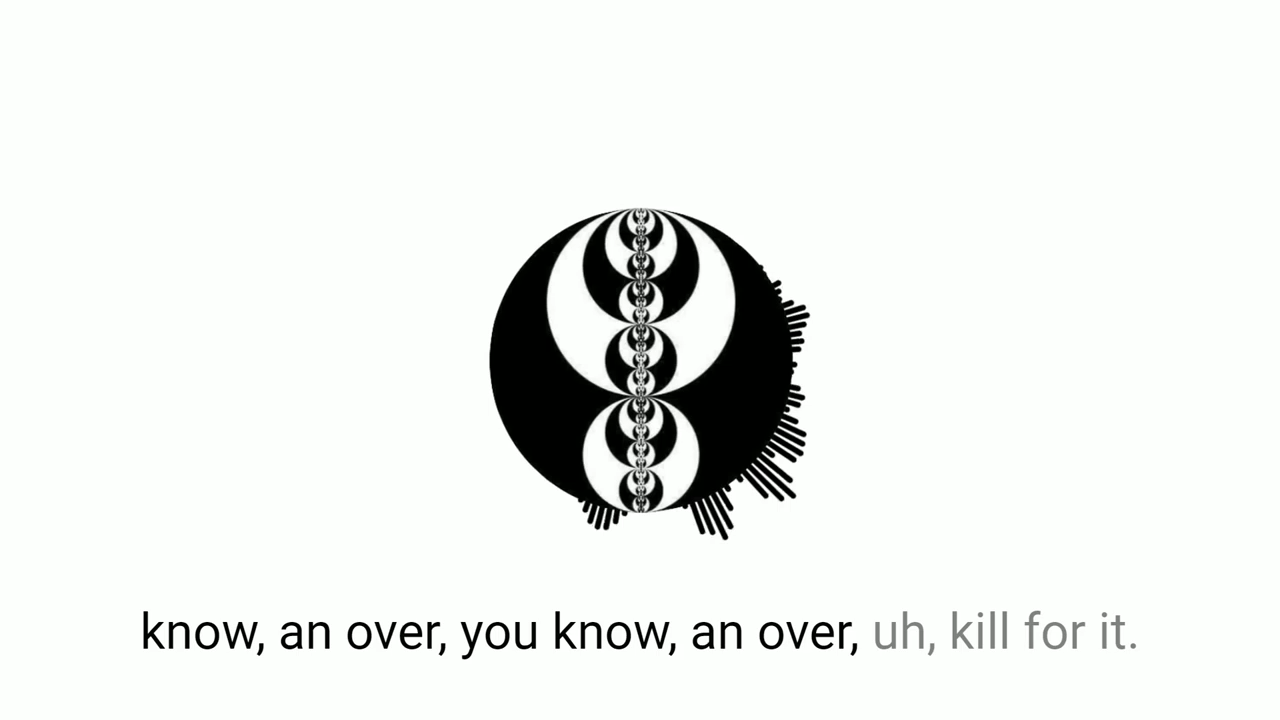 know, an over, you know, an over, uh, kill for it.